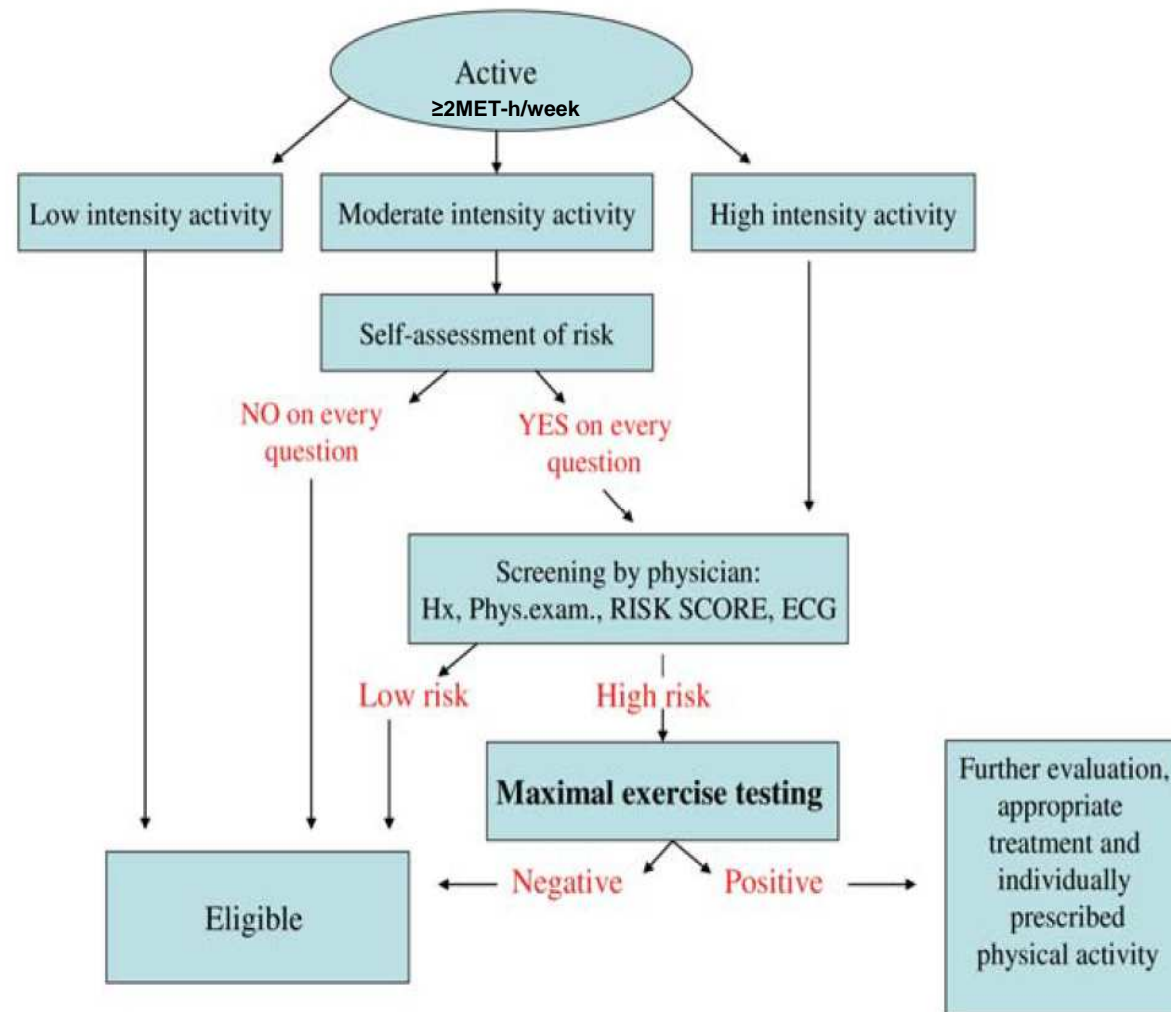 Active
≥2MET-h/week
Low intensity activity
Moderate intensity activity
High intensity activity
Self-assessment of risk
NO on every
question
YES on every
question
Screening by physician:
Hx, Phys.exam., RISK SCORE, ECG
Low risk
High risk
Maximal exercise testing
Further evaluation,
appropriate
treatment and
individually
prescribed
physical activity
Negative
Positive
Eligible